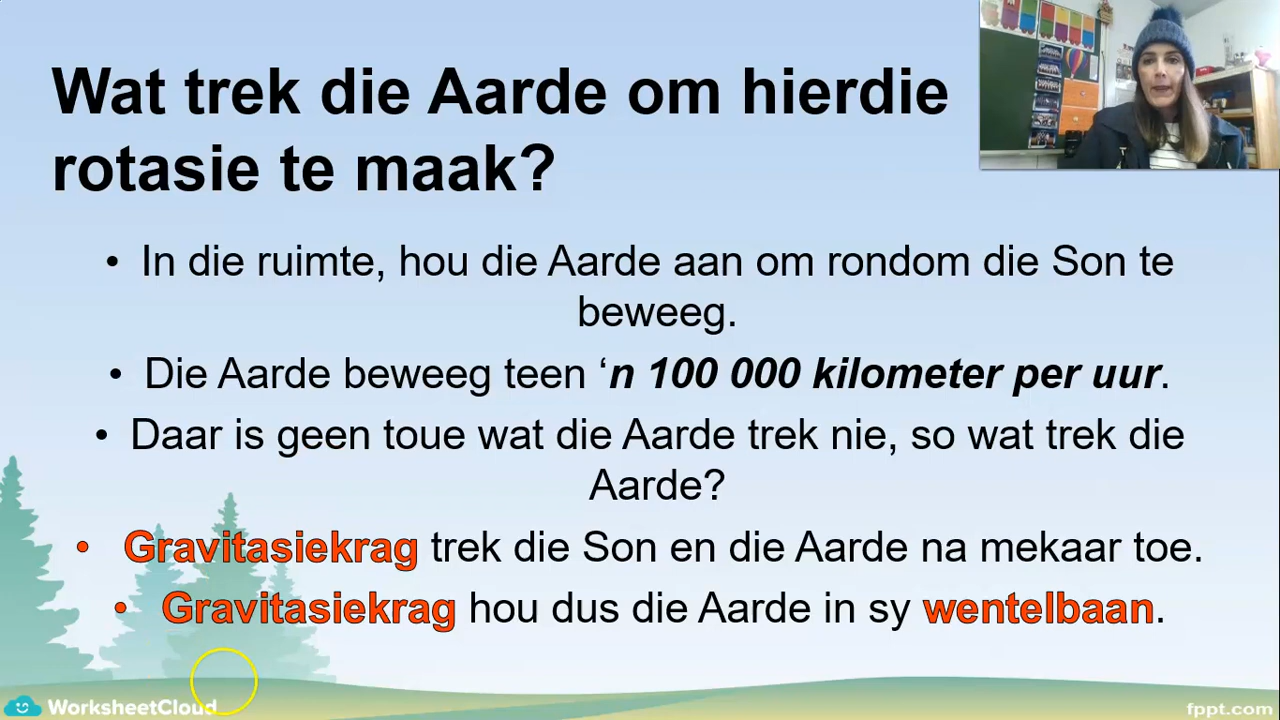 Wat trek die Aarde om hierdie
rotasie te maak?
• In die ruimte, hou die Aarde aan om rondom die Son te
beweeg.
• Die Aarde beweeg teen ‘n 100 000 kilometer per uur.
• Daar is geen toue wat die Aarde trek nie, so wat trek die
Aarde?
• Gravitasiekrag trek die Son en die Aarde na mekaar toe.
• Gravitasiekrag hou dus die Aarde in sy wentelbaan.
WorksheetCloud
fppt.com